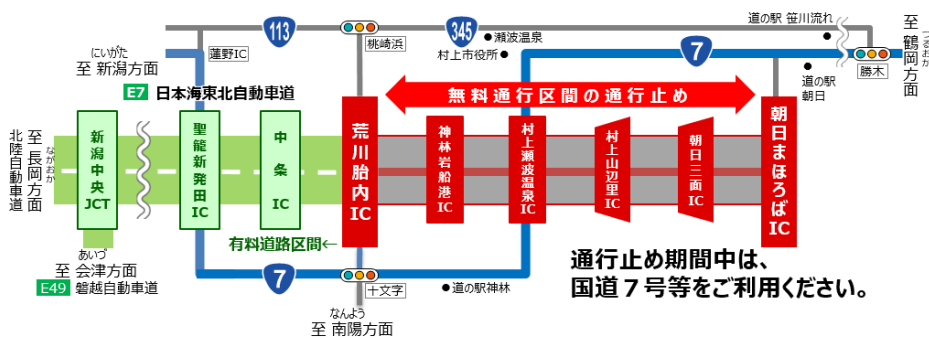 113
345
7
道の駅 笹川流れ
至 鶴岡方面
つるおか
にいがた
至 新潟方面
蓮野IC
桃崎浜
瀬波温泉
村上市役所
勝木
道の駅
朝日
E7 日本海東北自動車道
無料通行区間の通行止め
至 長岡方面
ながおか
北陸自動車道
新潟中央JCT
聖籠新発田IC
中条IC
荒川胎内IC
神林岩船港IC
村上瀬波温泉IC
村上山辺里IC
朝日三面IC
朝日まほろばIC
有料道路区間←
あいづ
至 会津方面
E49 磐越自動車道
7
十文字
道の駅神林
なんよう
至 南陽方面
通行止め期間中は、
国道７号等をご利用ください。